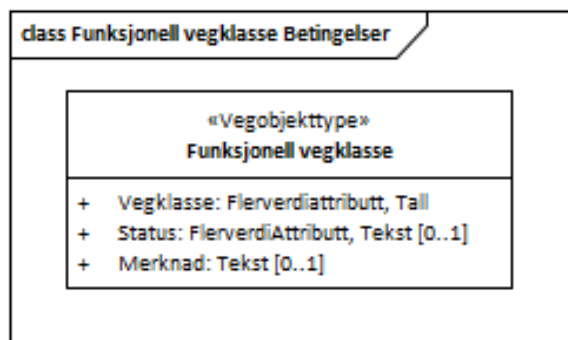 class Funksjonell vegklasse Betingelser
«Vegobjekttype»
Funksjonell vegklasse
+ Vegklasse: Flerverdiattributt, Tall
+ Status: FlerverdiAttributt, Tekst [0..1]
+ Merknad: Tekst [0..1]